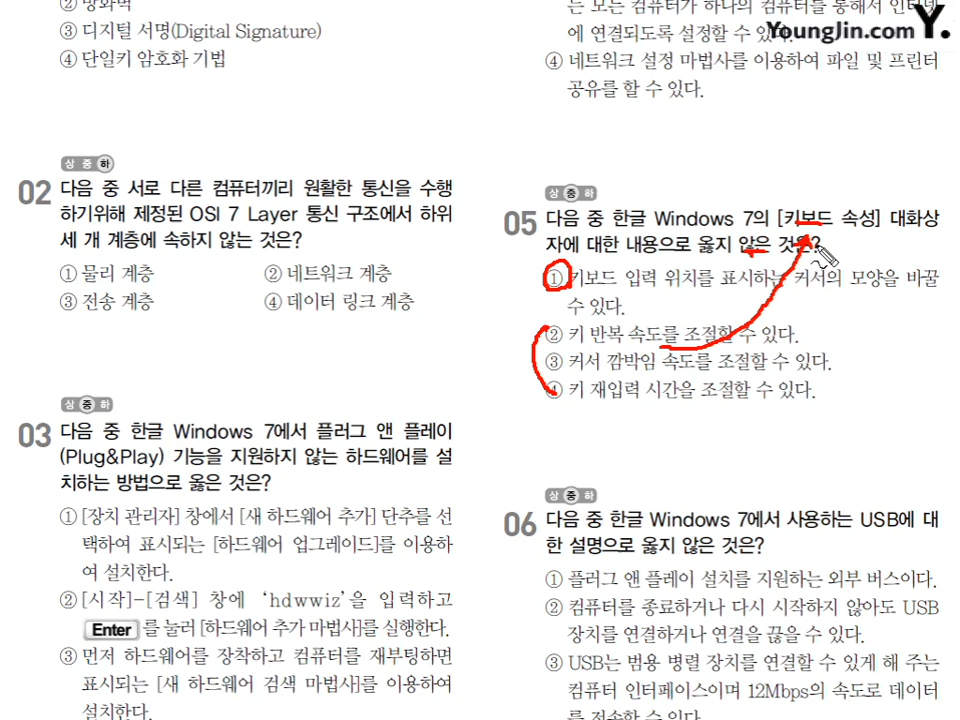 ② 방화벽
③ 디지털 서명(Digital Signature)
④ 단일키 암호화 기법
상 중 하
02 다음 중 서로 다른 컴퓨터끼리 원활한 통신을 수행
하기위해 제정된 OSI 7 Layer 통신 구조에서 하위
세 개 계층에 속하지 않는 것은?
① 물리 계층 ② 네트워크 계층
③ 전송 계층 ④ 데이터 링크 계층
상 중 하
03 다음 중 한글 Windows 7에서 플러그 앤 플레이
(Plug&Play) 기능을 지원하지 않는 하드웨어를 설
치하는 방법으로 옳은 것은?
① [장치 관리자] 창에서 [새 하드웨어 추가] 단추를 선
택하여 표시되는 [하드웨어 업그레이드]를 이용하
여 설치한다.
② [시작]-[검색] 창에 ‘hdwwiz’을 입력하고
Enter 를 눌러 [하드웨어 추가 마법사]를 실행한다.
③ 먼저 하드웨어를 장착하고 컴퓨터를 재부팅하면
표시되는 [새 하드웨어 검색 마법사]를 이용하여
설치한다.
는 모든 컴퓨터가 하나의 컴퓨터를 통해서 인터넷
에 연결되도록 설정할 수 있다.
YoungJin.com Y.
④ 네트워크 설정 마법사를 이용하여 파일 및 프린터
공유를 할 수 있다.
상 중 하
05 다음 중 한글 Windows 7의 [키보드 속성] 대화상
자에 대한 내용으로 옳지 않은 것은?
① 키보드 입력 위치를 표시하는 커서의 모양을 바꿀
수 있다.
② 키 반복 속도를 조절할 수 있다.
③ 커서 깜박임 속도를 조절할 수 있다.
④ 키 재입력 시간을 조절할 수 있다.
상 중 하
06 다음 중 한글 Windows 7에서 사용하는 USB에 대
한 설명으로 옳지 않은 것은?
① 플러그 앤 플레이 설치를 지원하는 외부 버스이다.
② 컴퓨터를 종료하거나 다시 시작하지 않아도 USB
장치를 연결하거나 연결을 끊을 수 있다.
③ USB는 범용 병렬 장치를 연결할 수 있게 해 주는
컴퓨터 인터페이스이며 12Mbps의 속도로 데이터
를 전송할 수 있다.